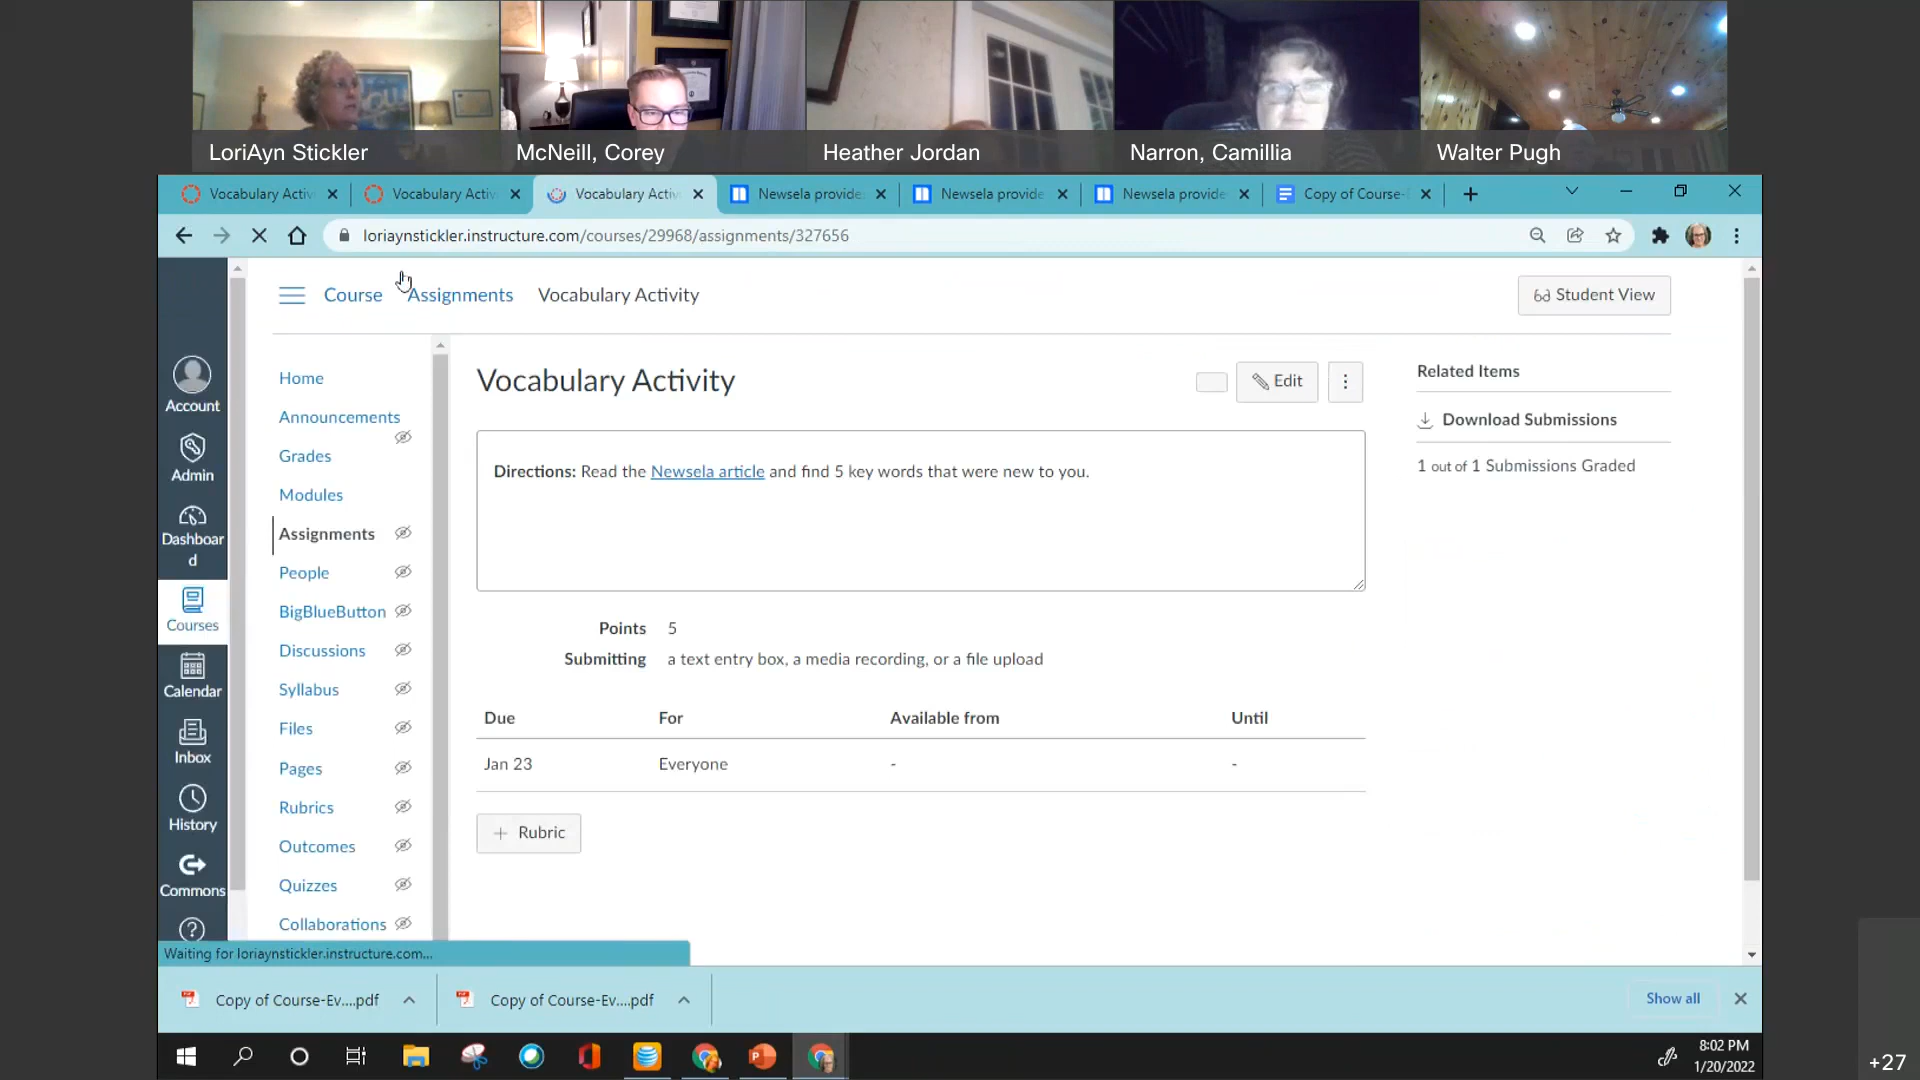 LoriAyn Stickler
McNeill, Corey
Heather Jordan
Narron, Camillia
Walter Pugh
Vocabulary Activ
Vocabulary Activ
Vocabulary Activ
Newsela provide
Newsela provide
Newsela provide
Copy of Course-E
loriaynstickler.instructure.com/courses/29968/assignments/327656
Course
Assignments
Vocabulary Activity
Student View
Account
Admin
Dashboar
d
Courses
Calendar
Inbox
History
Commons
Home
Announcements
Grades
Modules
Assignments
People
BigBlueButton
Discussions
Syllabus
Files
Pages
Rubrics
Outcomes
Quizzes
Collaborations
Vocabulary Activity
Edit
Directions: Read the Newsela article and find 5 key words that were new to you.
Points 5
Submitting a text entry box, a media recording, or a file upload
Due For Available from Until
Jan 23 Everyone - -
+ Rubric
Related Items
Download Submissions
1 out of 1 Submissions Graded
Waiting for loriaynstickler.instructure.com...
Copy of Course-Ev....pdf
Copy of Course-Ev....pdf
Show all
8:02 PM
1/20/2022
+27